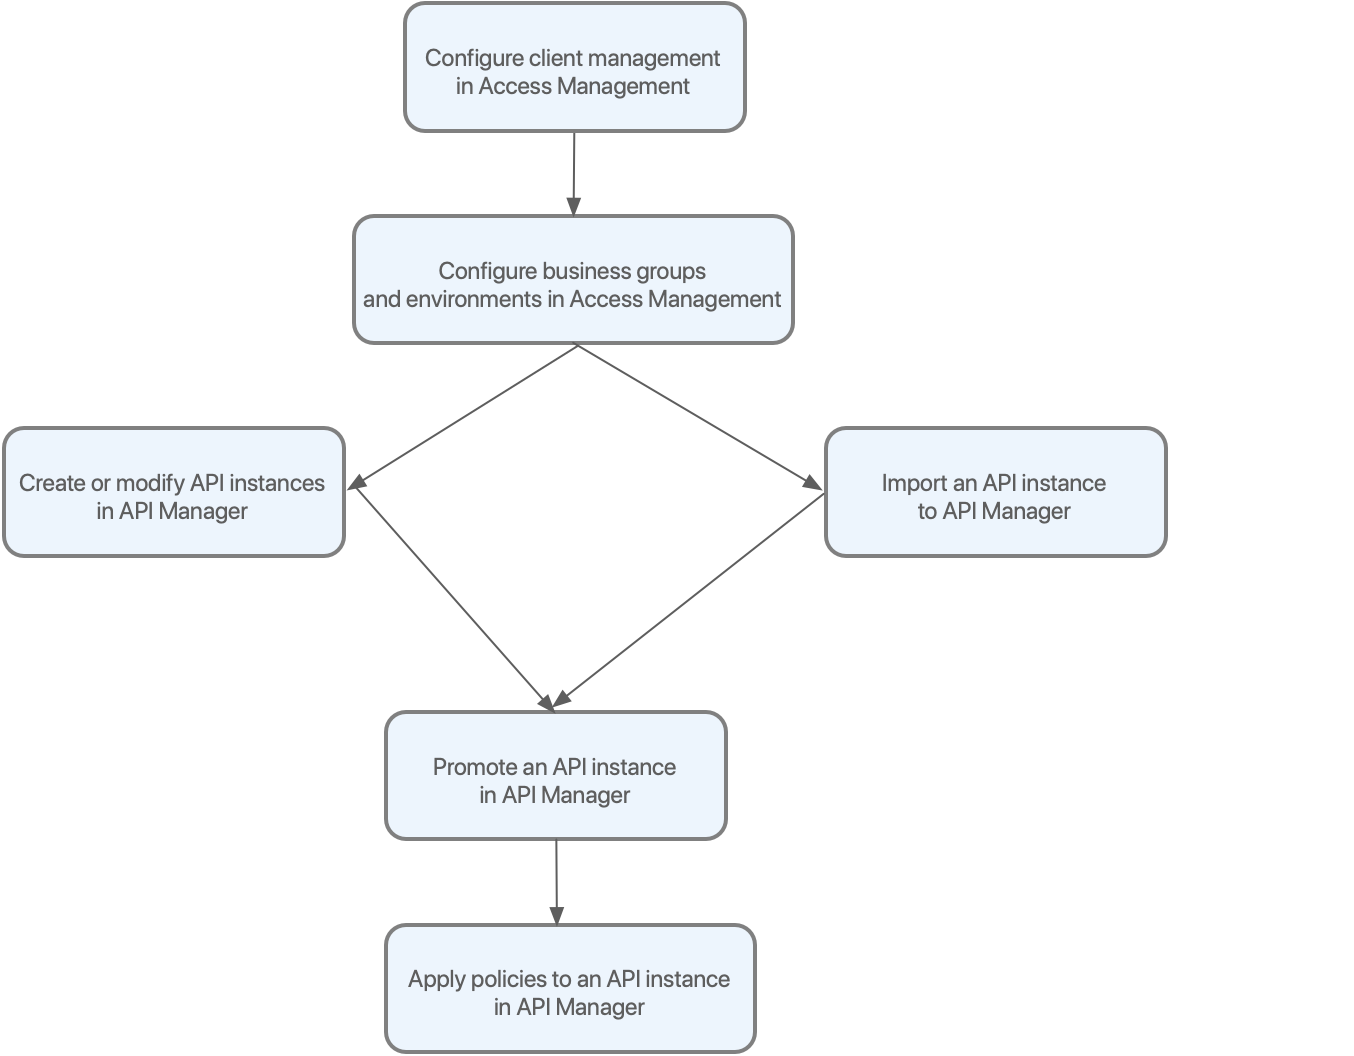 Configure client management
in Access Management
Configure business groups
and environments in Access Management
Create or modify API instances
in API Manager
Import an API instance
to API Manager
Promote an API instance
in API Manager
Apply policies to an API instance
in API Manager